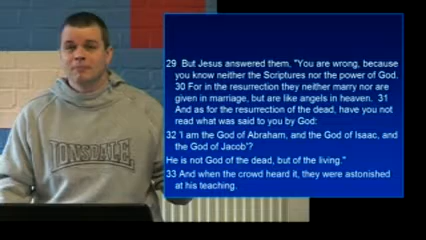 LONSDALE
29 But Jesus answered them, "You are wrong, because
you know neither the Scriptures nor the power of God.
30 For in the resurrection they neither marry nor are
given in marriage, but are like angels in heaven. 31
And as for the resurrection of the dead, have you not
read what was said to you by God:
32 'I am the God of Abraham, and the God of Isaac, and
the God of Jacob'?
He is not God of the dead, but of the living."
33 And when the crowd heard it, they were astonished
at his teaching.